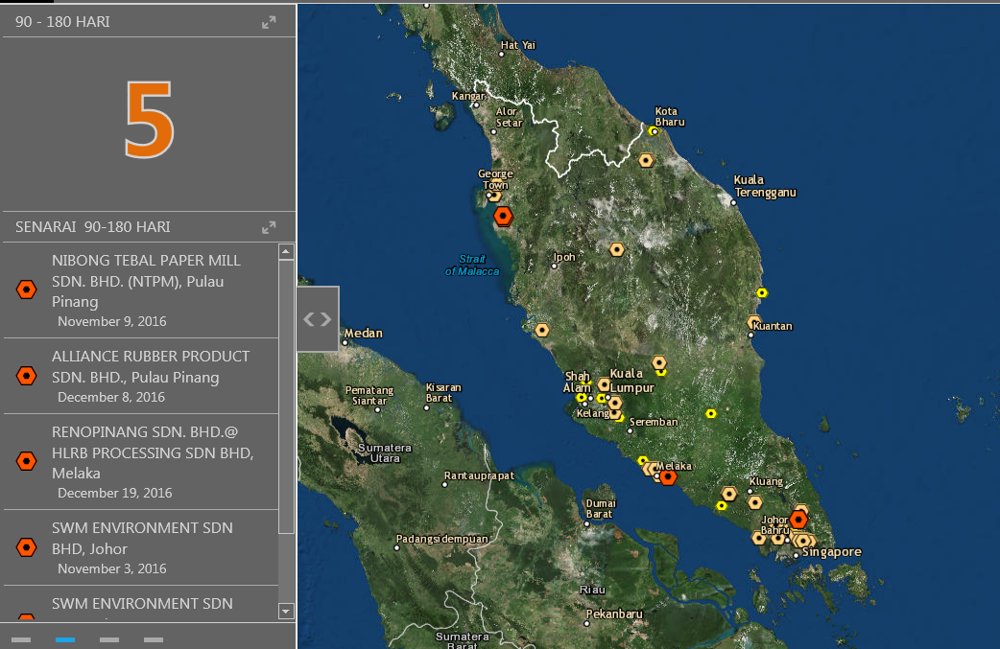 90 - 180 HARI
5
SENARAI 90-180 HARI
NIBONG TEBAL PAPER MILL
SDN. BHD. (NTPM), Pulau
Pinang
November 9, 2016
ALLIANCE RUBBER PRODUCT
SDN. BHD., Pulau Pinang
December 8, 2016
RENOPINANG SDN. BHD.@
HLRB PROCESSING SDN BHD,
Melaka
December 19, 2016
SWM ENVIRONMENT SDN
BHD, Johor
November 3, 2016
SWM ENVIRONMENT SDN
Hat Yai
Kangar
Alor
Setar
Kota
Bharu
George
Town
Kuala
Terengganu
Strait
of Malacca
Ipoh
Kuantan
Medan
Shah
Alam
Kuala
Lumpur
Kelang
Seremban
Pematang
Siantar
Kisaran
Barat
Sumatera
Utara
Melaka
Rantauprapat
Kluang
Dumai
Barat
Johor
Bahru
Padangsidempuan
Singapore
Riau
Pekanbaru
Sumatera
Barat